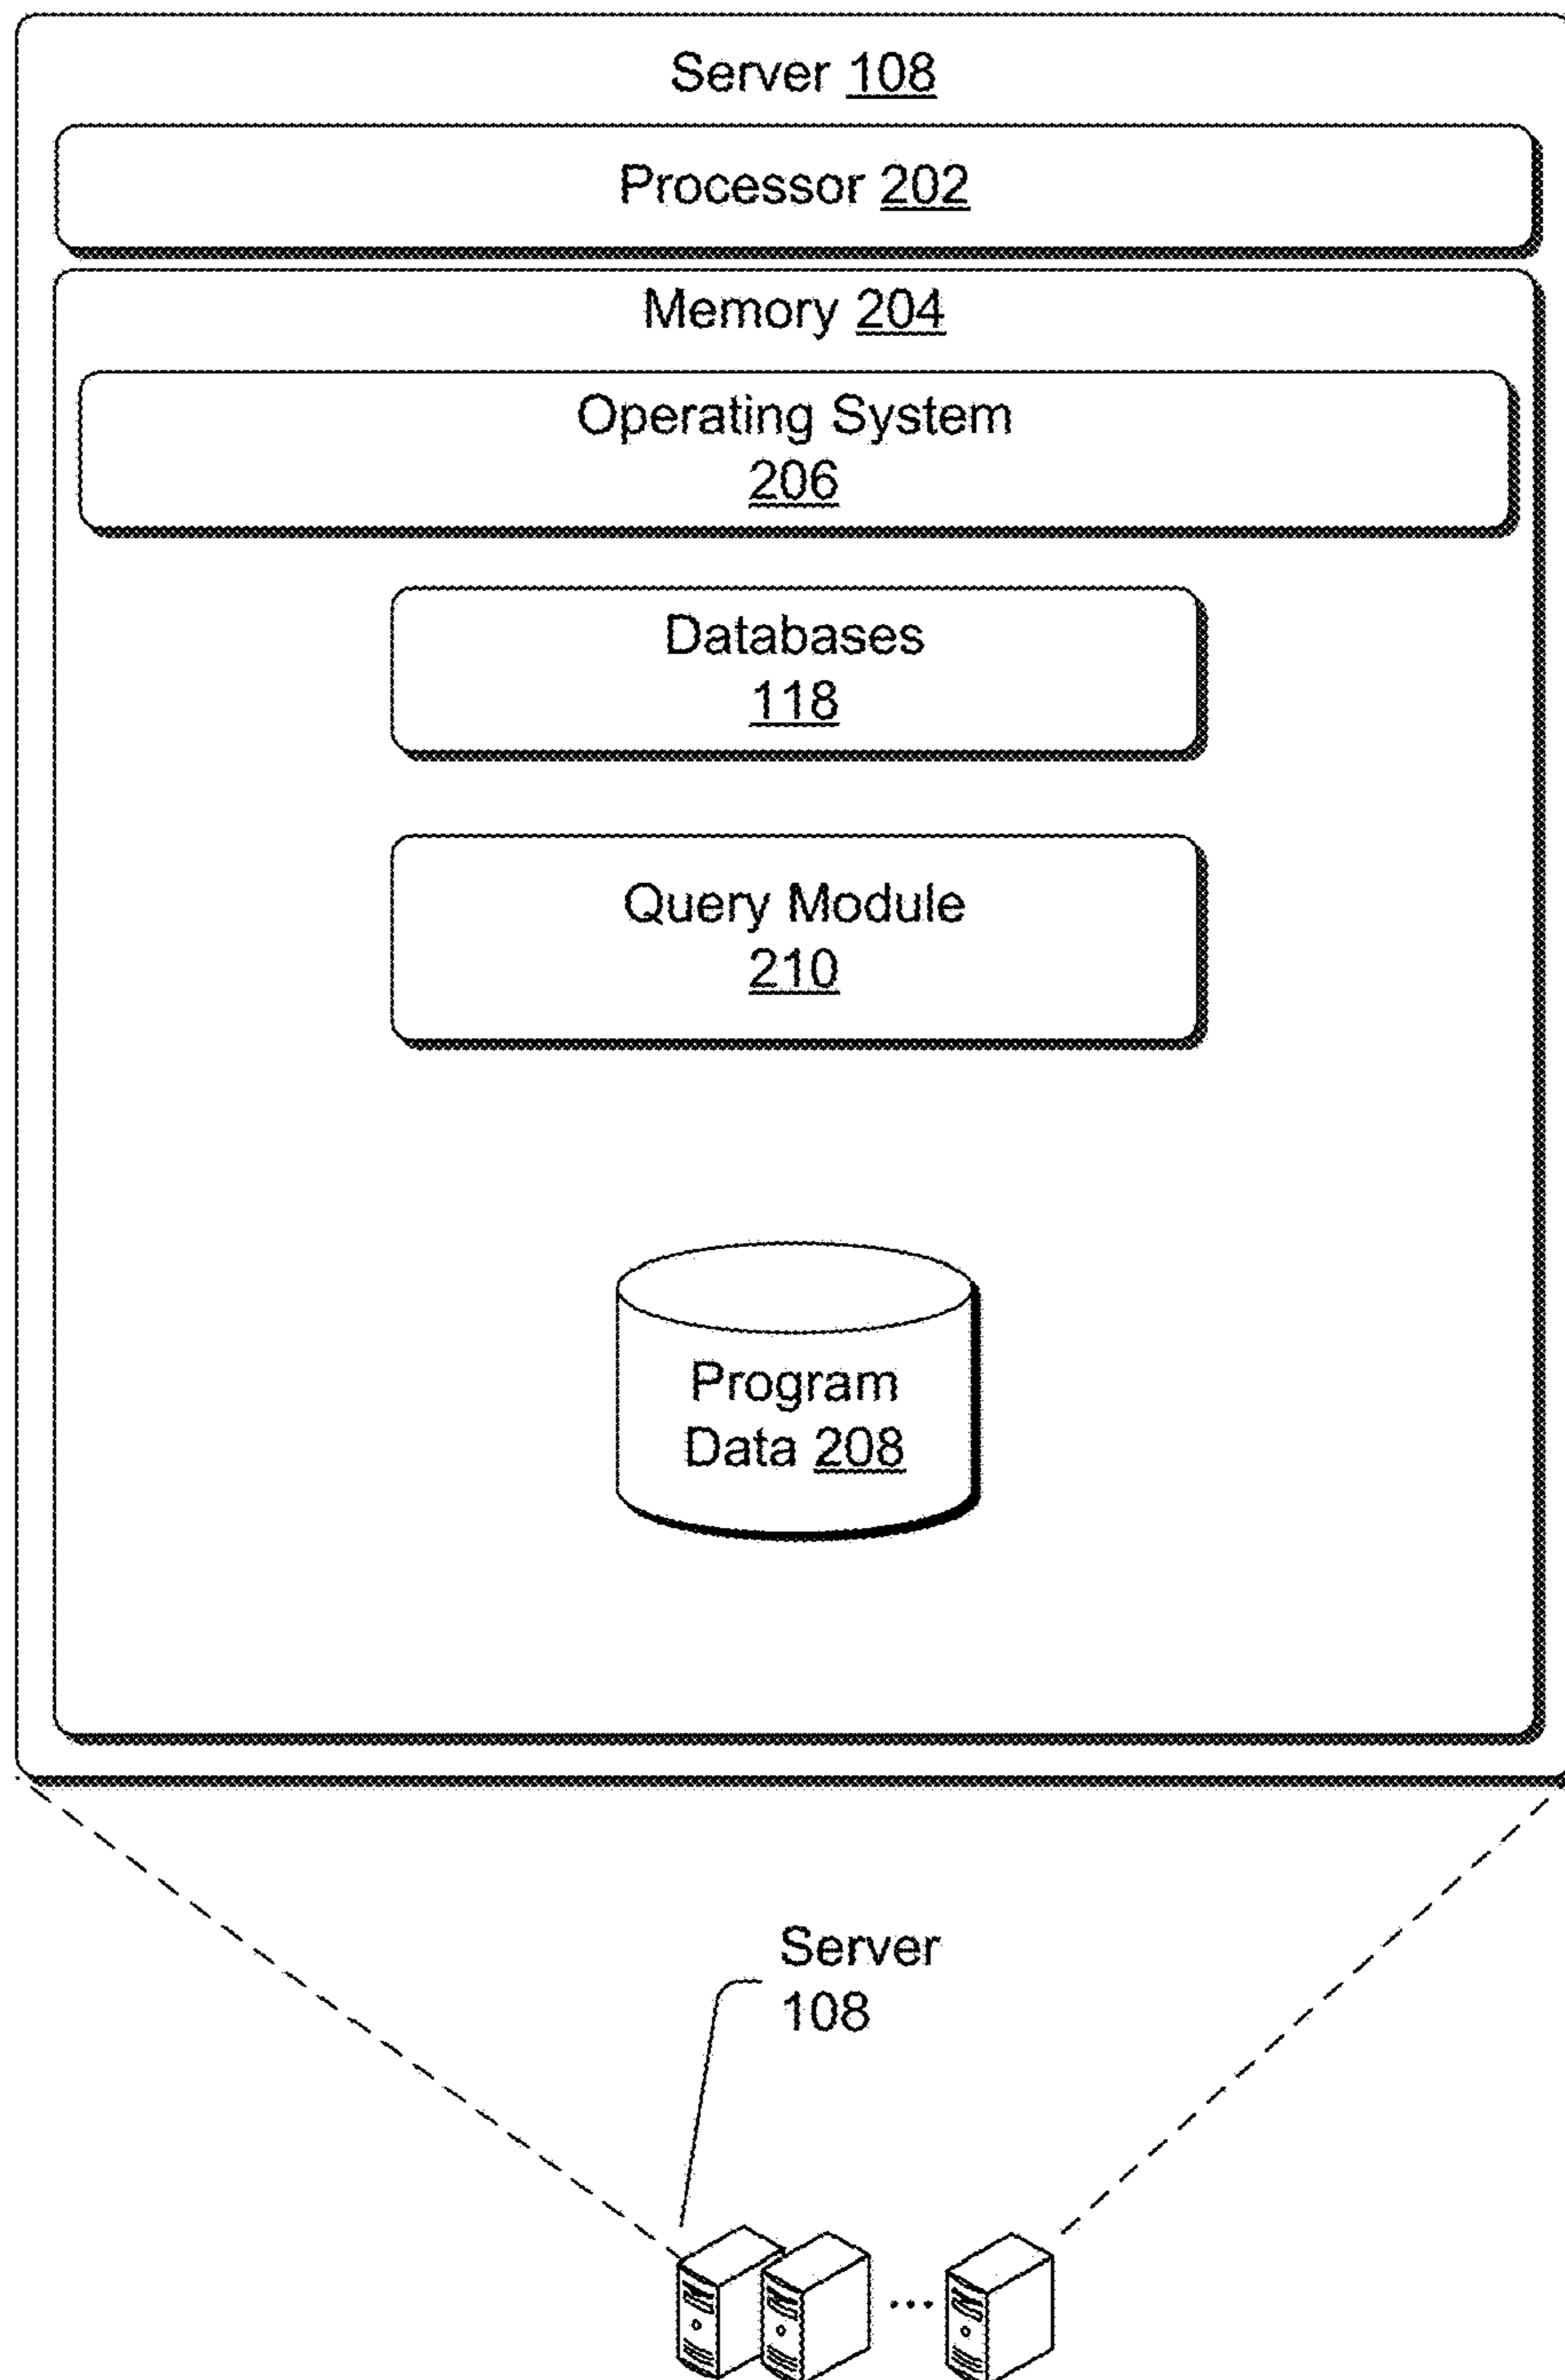 Server 108
Processor 202
Memory 204
Operating System
206
Databases
118
Query Module
210
Program
Data 208
Server
108
...